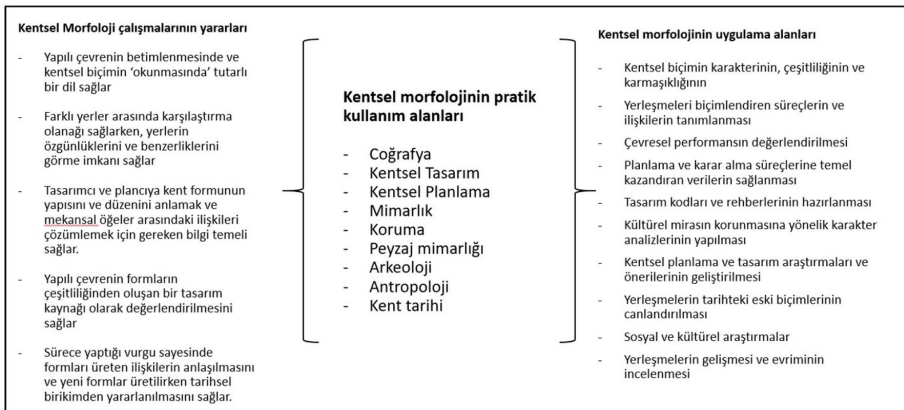 Kentsel Morfoloji çalışmalarının yararları
- Yapılı çevrenin betimlenmesinde ve
kentsel biçimin ‘okunmasında’ tutarlı
bir dil sağlar
- Farklı yerler arasında karşılaştırma
olanağı sağlarken, yerlerin
özgünlüklerini ve benzerliklerini
görme imkanı sağlar
- Tasarımcı ve plancıya kent formunun
yapısını ve düzenini anlamak ve
mekansal öğeler arasındaki ilişkileri
çözümlemek için gereken bilgi temeli
sağlar.
- Yapılı çevrenin formların
çeşitliliğinden oluşan bir tasarım
kaynağı olarak değerlendirilmesini
sağlar
- Sürece yaptığı vurgu sayesinde
formları üreten ilişkilerin anlaşılmasını
ve yeni formlar üretilirken tarihsel
birikimden yararlanılmasını sağlar.
Kentsel morfolojinin pratik
kullanım alanları
- Coğrafya
- Kentsel Tasarım
- Kentsel Planlama
- Mimarlık
- Koruma
- Peyzaj mimarlığı
- Arkeoloji
- Antropoloji
- Kent tarihi
Kentsel morfolojinin uygulama alanları
- Kentsel biçimin karakterinin, çeşitliliğinin ve
karmaşıklığının
- Yerleşmeleri biçimlendiren süreçlerin ve
ilişkilerin tanımlanması
- Çevresel performansın değerlendirilmesi
- Planlama ve karar alma süreçlerine temel
kazandıran verilerin sağlanması
- Tasarım kodları ve rehberlerinin hazırlanması
- Kültürel mirasın korunmasına yönelik karakter
analizlerinin yapılması
- Kentsel planlama ve tasarım araştırmaları ve
önerilerinin geliştirilmesi
- Yerleşmelerin tarihteki eski biçimlerinin
canlandırılması
- Sosyal ve kültürel araştırmalar
- Yerleşmelerin gelişmesi ve evriminin
incelenmesi